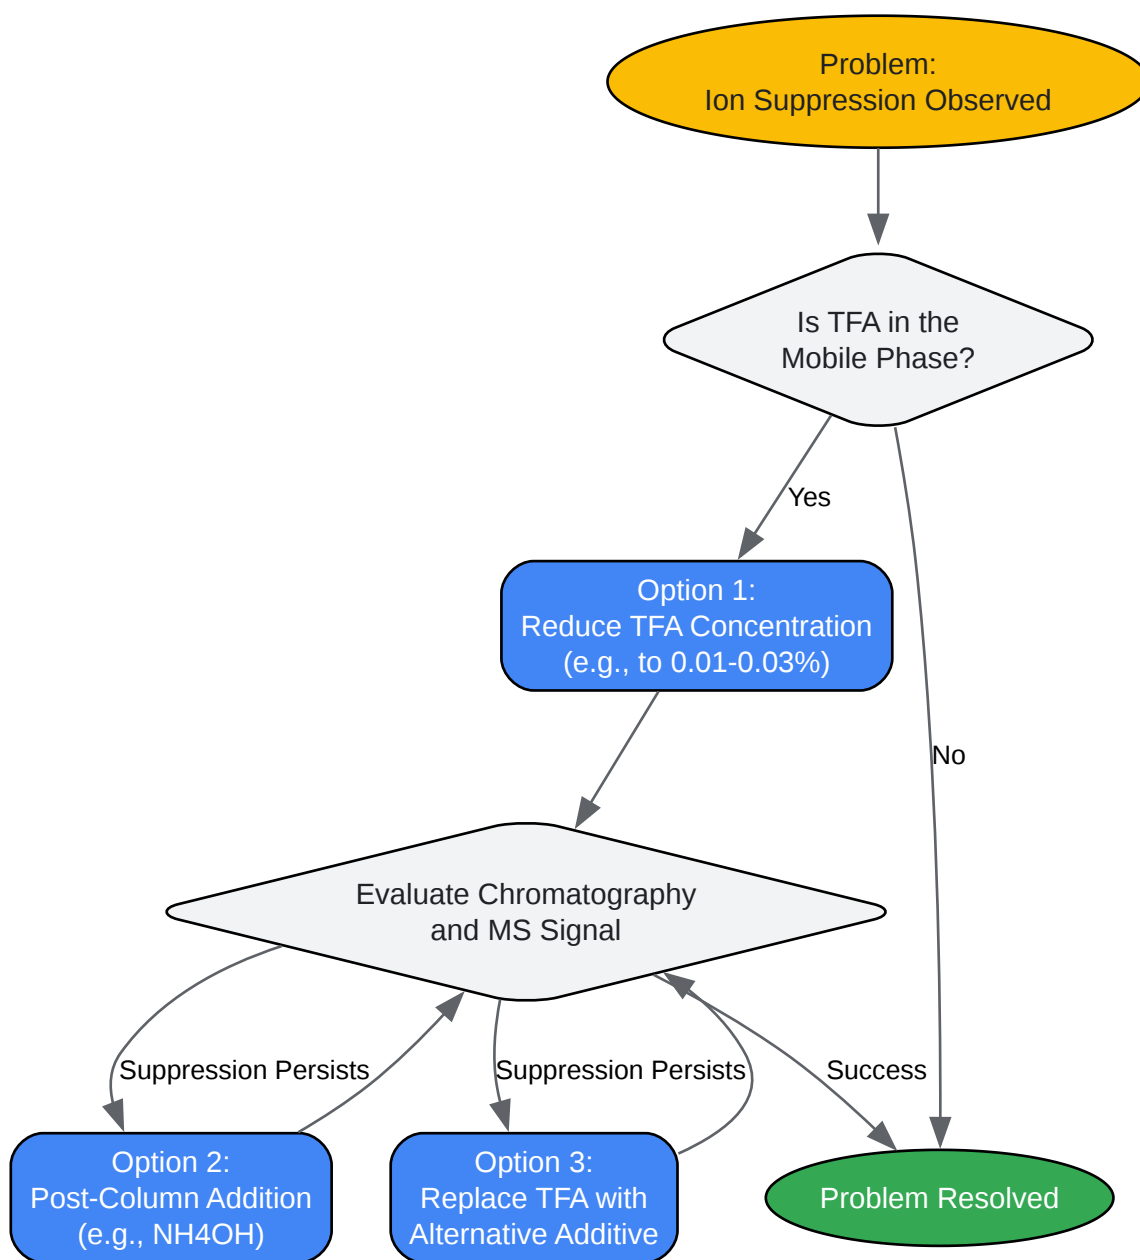 Problem:
Ion Suppression Observed
Is TFA in the
Mobile Phase?
Yes
Option 1:
Reduce TFA Concentration
(e.g., to 0.01-0.03%)
No
Evaluate Chromatography
and MS Signal
Suppression Persists
Suppression Persists
Success
Option 2:
Post-Column Addition
(e.g., NH4OH)
Option 3:
Replace TFA with
Alternative Additive
Problem Resolved